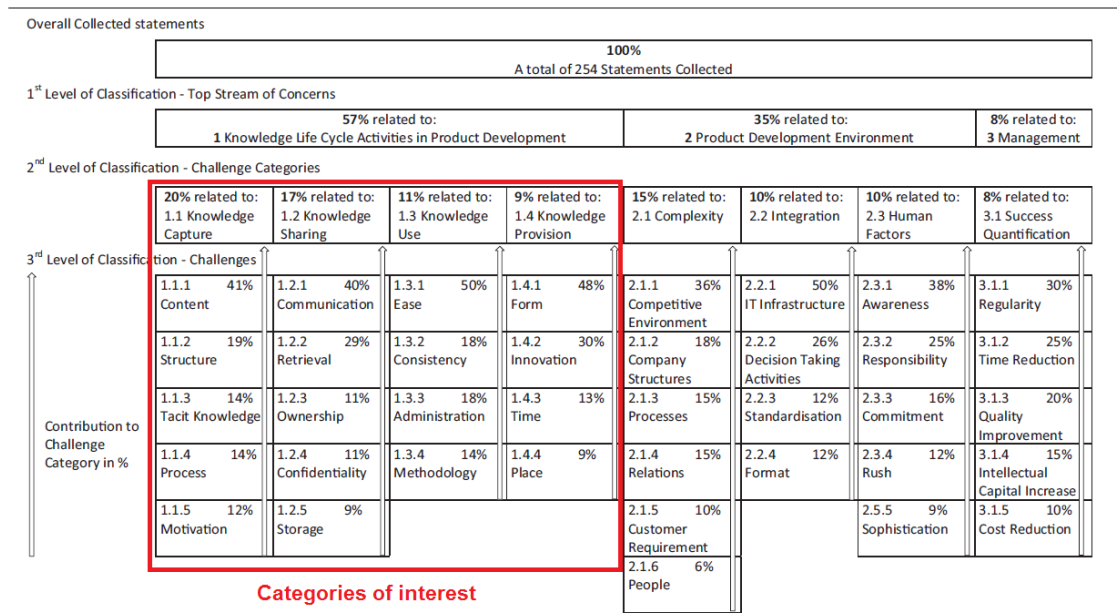 Overall Collected statements
100%
A total of 254 Statements Collected
1st Level of Classification - Top Stream of Concerns
57% related to:
1 Knowledge Life Cycle Activities in Product Development
35% related to:
2 Product Development Environment
8% related to:
3 Management
2nd Level of Classification - Challenge Categories
20% related to:
1.1 Knowledge
Capture
17% related to:
1.2 Knowledge
Sharing
11% related to:
1.3 Knowledge
Use
9% related to:
1.4 Knowledge
Provision
15% related to:
2.1 Complexity
10% related to:
2.2 Integration
10% related to:
2.3 Human
Factors
8% related to:
3.1 Success
Quantification
3rd Level of Classification - Challenges
Contribution to
Challenge
Category in %
1.1.1 41%
Content
1.2.1 40%
Communication
1.3.1 50%
Ease
1.4.1 48%
Form
2.1.1 36%
Competitive
Environment
2.2.1 50%
IT Infrastructure
2.3.1 38%
Awareness
3.1.1 30%
Regularity
1.1.2 19%
Structure
1.2.2 29%
Retrieval
1.3.2 18%
Consistency
1.4.2 30%
Innovation
2.1.2 18%
Company
Structures
2.2.2 26%
Decision Taking
Activities
2.3.2 25%
Responsibility
3.1.2 25%
Time Reduction
1.1.3 14%
Tacit Knowledge
1.2.3 11%
Ownership
1.3.3 18%
Administration
1.4.3 13%
Time
2.1.3 15%
Processes
2.2.3 12%
Standardisation
2.3.3 16%
Commitment
3.1.3 20%
Quality
Improvement
1.1.4 14%
Process
1.2.4 11%
Confidentiality
1.3.4 14%
Methodology
1.4.4 9%
Place
2.1.4 15%
Relations
2.2.4 12%
Format
2.3.4 12%
Rush
3.1.4 15%
Intellectual
Capital Increase
1.1.5 12%
Motivation
1.2.5 9%
Storage
2.1.5 10%
Customer
Requirement
2.5.5 9%
Sophistication
3.1.5 10%
Cost Reduction
2.1.6 6%
People
Categories of interest